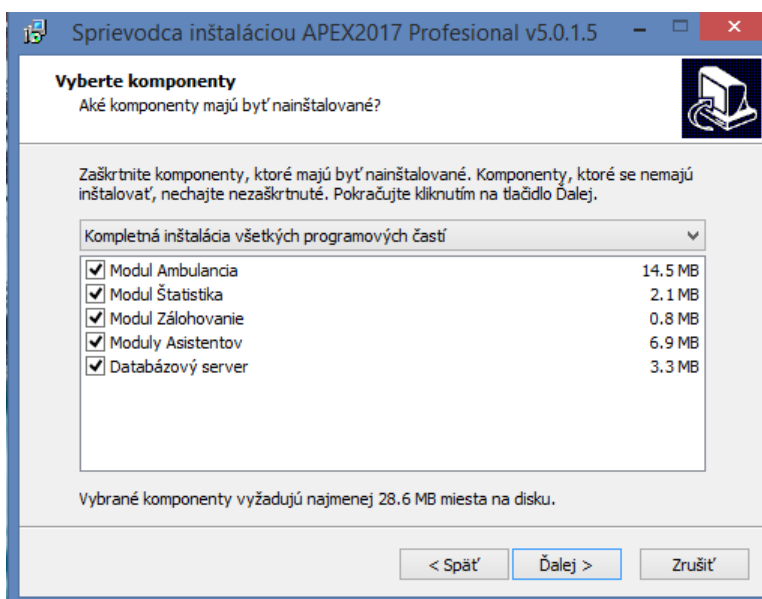 Sprievodca inštaláciou APEX2017 Profesional v5.0.1.5
Vyberte komponenty
Aké komponenty majú byť nainštalované?
Zaškrtnite komponenty, ktoré majú byť nainštalované. Komponenty, ktoré se nemajú
inštalovať, nechajte nezaškrtnuté. Pokračujte kliknutím na tlačidlo Ďalej.
Kompletná inštalácia všetkých programových častí
Modul Ambulancia 14.5 MB
Modul Štatistika 2.1 MB
Modul Zálohovanie 0.8 MB
Moduly Asistentov 6.9 MB
Databázový server 3.3 MB
Vybrané komponenty vyžadujú najmenej 28.6 MB miesta na disku.
< Späť Ďalej > Zrušiť